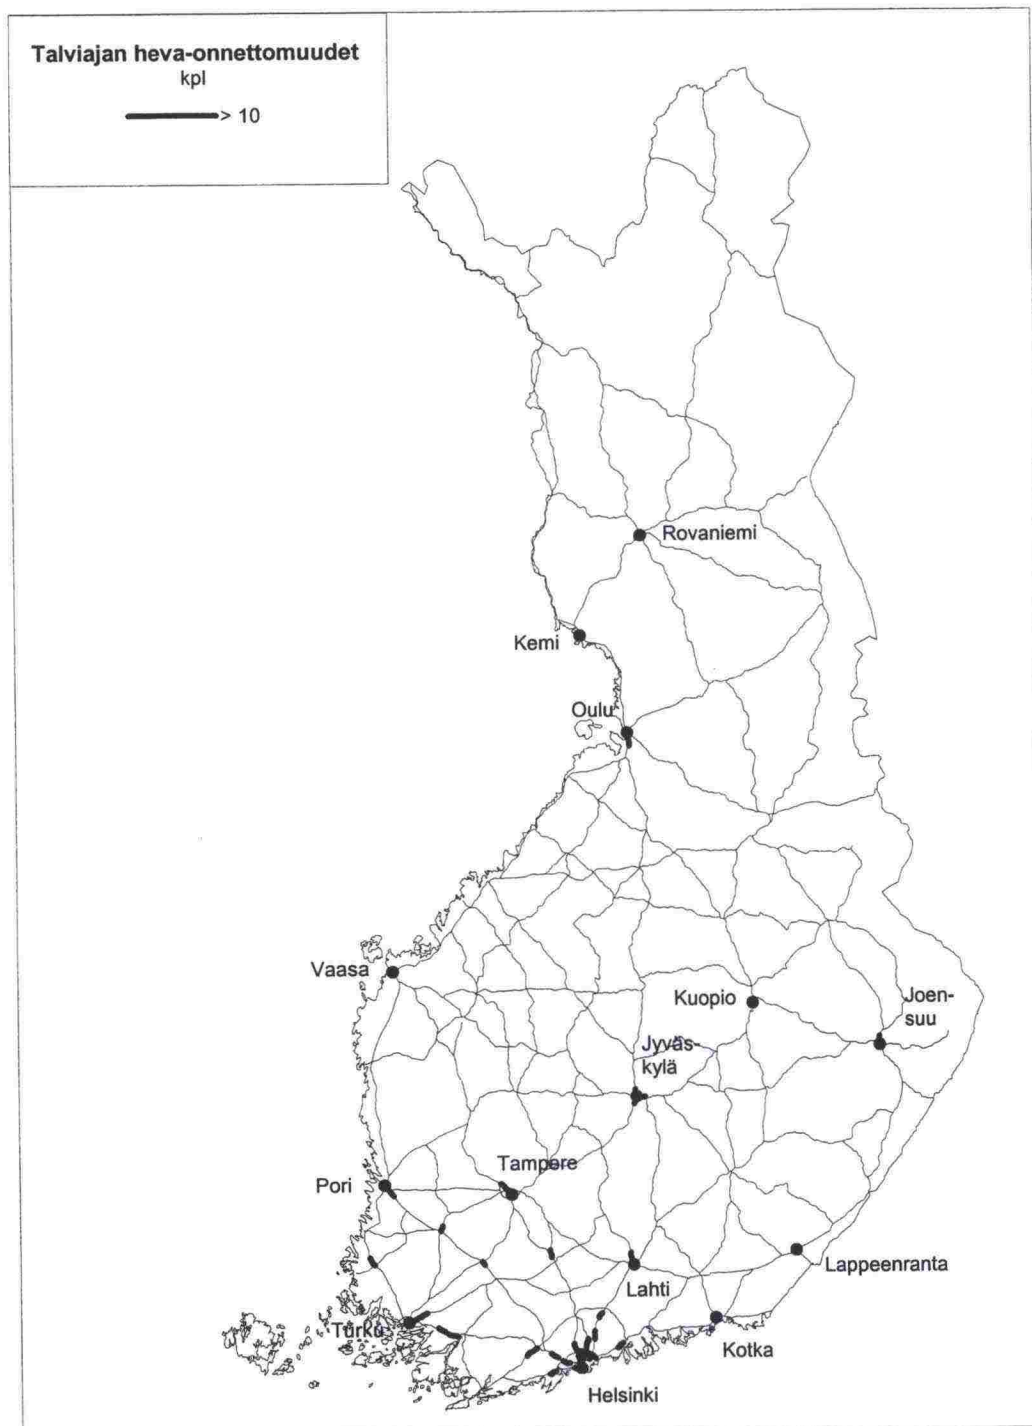 Talviajan heva-onnettomuudet
kpl
> 10
Rovaniemi
Kemi
Oulu
Vaasa
Kuopio
Joen-
suu
Jyväs-
kylä
Tampere
Pori
Lappeenranta
Lahti
Turku
Kotka
Helsinki